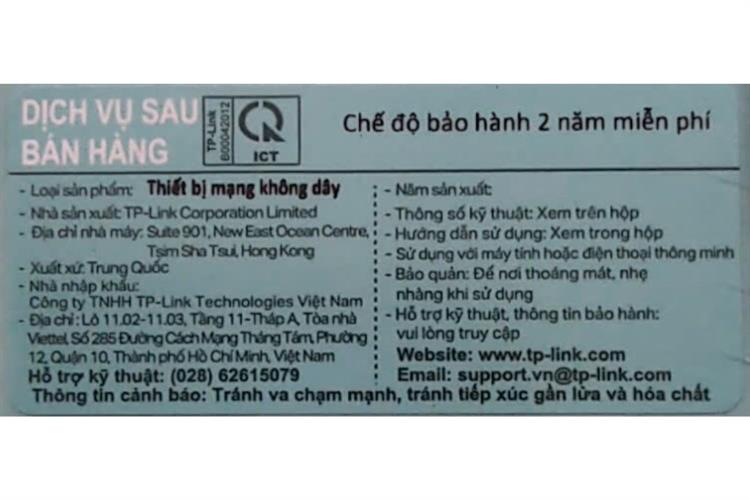 DỊCH VỤ SAU
BÁN HÀNG
TP-Link
B00042012
ICT
Chế độ bảo hành 2 năm miễn phí
- Loại sản phẩm: Thiết bị mạng không dây
- Nhà sản xuất: TP-Link Corporation Limited
- Địa chỉ nhà máy: Suite 901, New East Ocean Centre,
Tsim Sha Tsui, Hong Kong
- Xuất xứ: Trung Quốc
- Nhà nhập khẩu:
Công ty TNHH TP-Link Technologies Việt Nam
- Địa chỉ: Lô 11.02-11.03, Tầng 11-Tháp A, Tòa nhà
Viettel, Số 285 Đường Cách Mạng Tháng Tám, Phường
12, Quận 10, Thành phố Hồ Chí Minh, Việt Nam
Hỗ trợ kỹ thuật: (028) 62615079
- Năm sản xuất:
- Thông số kỹ thuật: Xem trên hộp
- Hướng dẫn sử dụng: Xem trong hộp
- Sử dụng với máy tính hoặc điện thoại thông minh
- Bảo quản: Để nơi thoáng mát, nhẹ
nhàng khi sử dụng
- Hỗ trợ kỹ thuật, thông tin bảo hành:
vui lòng truy cập
Website: www.tp-link.com
Email: support.vn@tp-link.com
Thông tin cảnh báo: Tránh va chạm mạnh, tránh tiếp xúc gần lửa và hóa chất